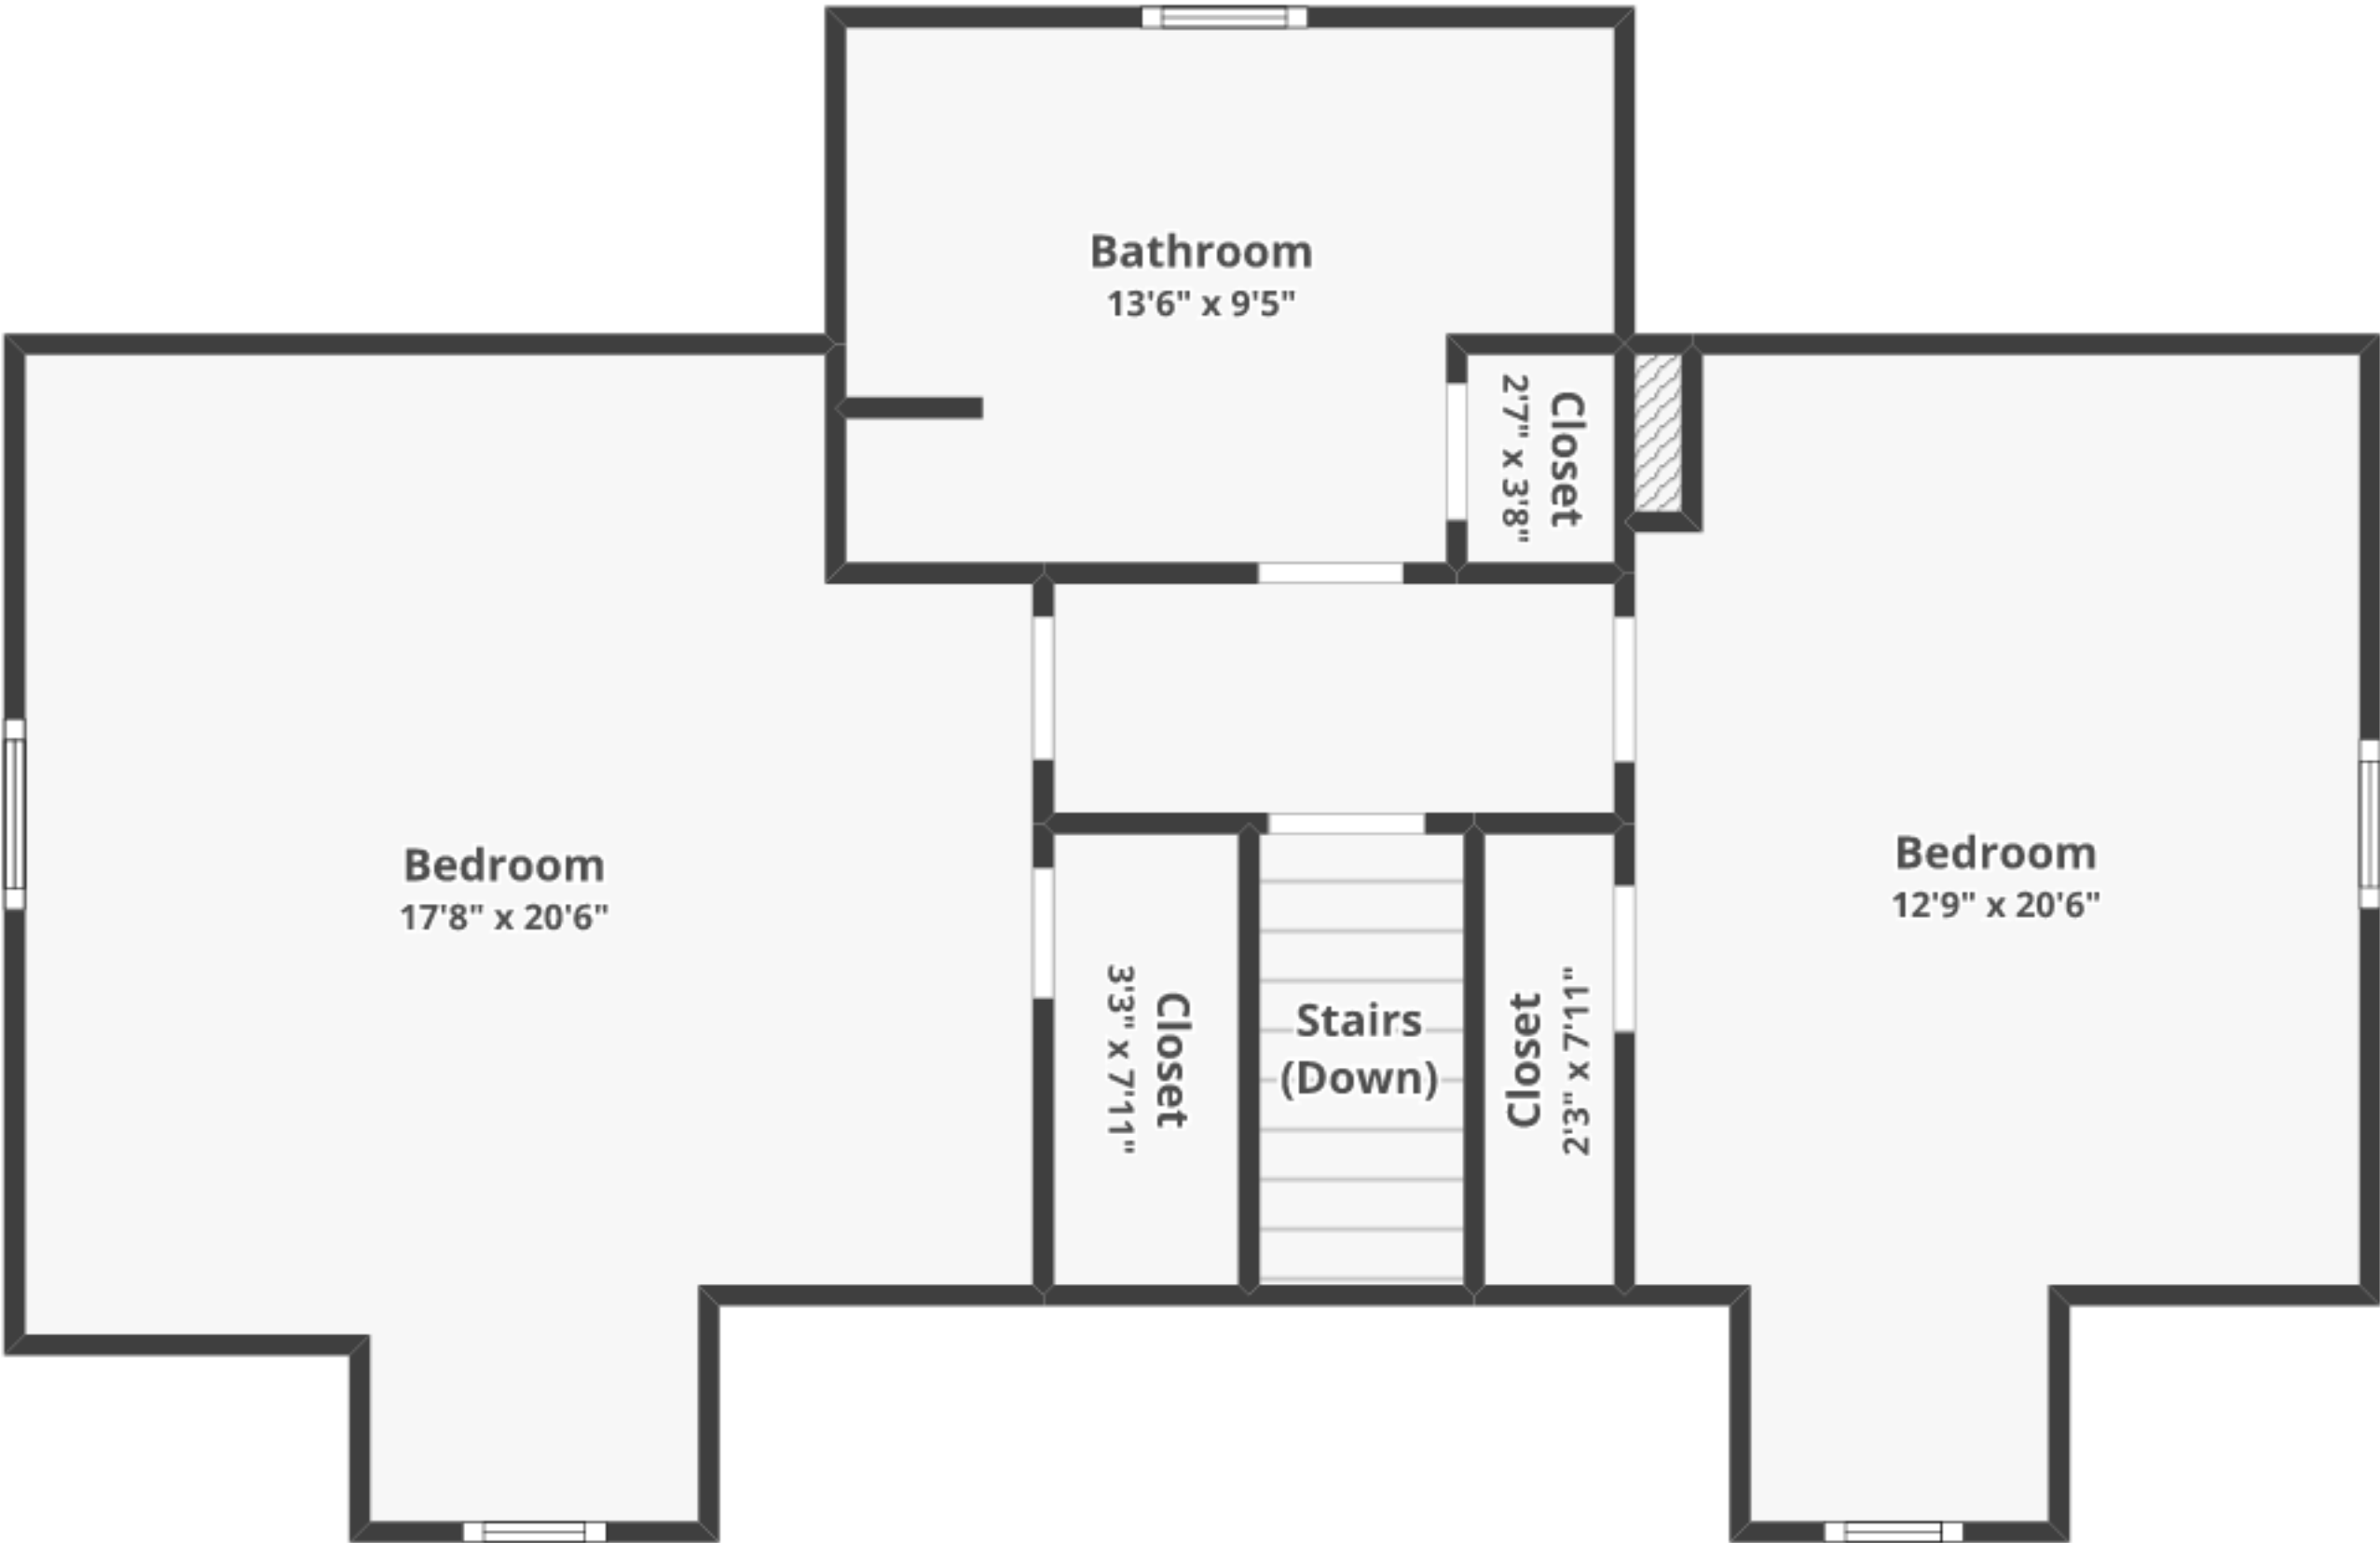 Bathroom
13'6" x 9'5"
Closet
2'7" x 3'8"
Bedroom
17'8" x 20'6"
Closet
3'3" x 7'11"
Stairs
(Down)
Closet
2'3" x 7'11"
Bedroom
12'9" x 20'6"